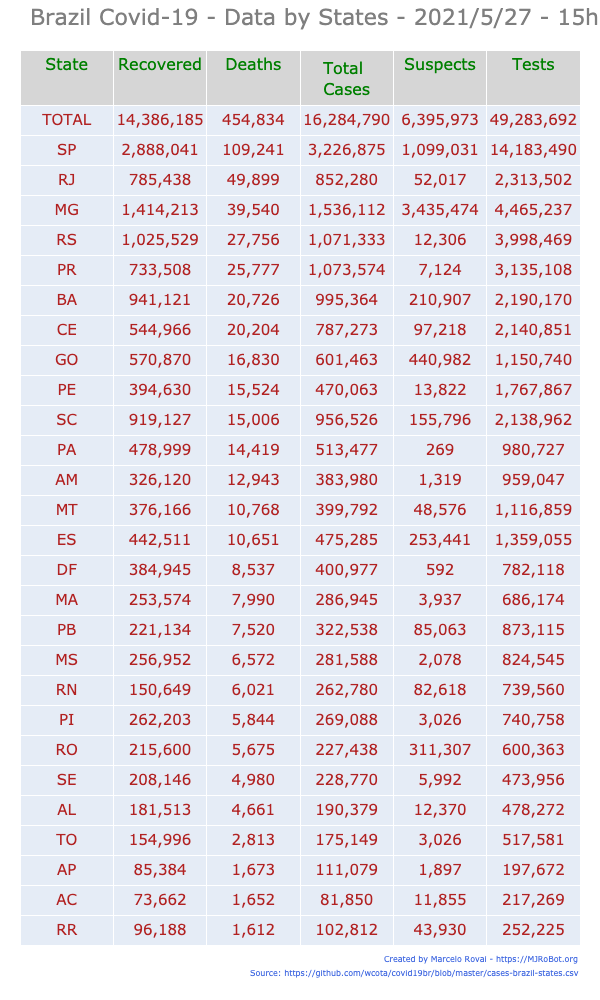 Brazil Covid-19 - Data by States - 2021/5/27 - 15h
State Recovered Deaths Total Cases Suspects Tests
TOTAL 14,386,185 454,834 16,284,790 6,395,973 49,283,692
SP 2,888,041 109,241 3,226,875 1,099,031 14,183,490
RJ 785,438 49,899 852,280 52,017 2,313,502
MG 1,414,213 39,540 1,536,112 3,435,474 4,465,237
RS 1,025,529 27,756 1,071,333 12,306 3,998,469
PR 733,508 25,777 1,073,574 7,124 3,135,108
BA 941,121 20,726 995,364 210,907 2,190,170
CE 544,966 20,204 787,273 97,218 2,140,851
GO 570,870 16,830 601,463 440,982 1,150,740
PE 394,630 15,524 470,063 13,822 1,767,867
SC 919,127 15,006 956,526 155,796 2,138,962
PA 478,999 14,419 513,477 269 980,727
AM 326,120 12,943 383,980 1,319 959,047
MT 376,166 10,768 399,792 48,576 1,116,859
ES 442,511 10,651 475,285 253,441 1,359,055
DF 384,945 8,537 400,977 592 782,118
MA 253,574 7,990 286,945 3,937 686,174
PB 221,134 7,520 322,538 85,063 873,115
MS 256,952 6,572 281,588 2,078 824,545
RN 150,649 6,021 262,780 82,618 739,560
PI 262,203 5,844 269,088 3,026 740,758
RO 215,600 5,675 227,438 311,307 600,363
SE 208,146 4,980 228,770 5,992 473,956
AL 181,513 4,661 190,379 12,370 478,272
TO 154,996 2,813 175,149 3,026 517,581
AP 85,384 1,673 111,079 1,897 197,672
AC 73,662 1,652 81,850 11,855 217,269
RR 96,188 1,612 102,812 43,930 252,225
Created by Marcelo Rovai - https://MJRoBot.org
Source: https://github.com/wcota/covid19br/blob/master/cases-brazil-states.csv